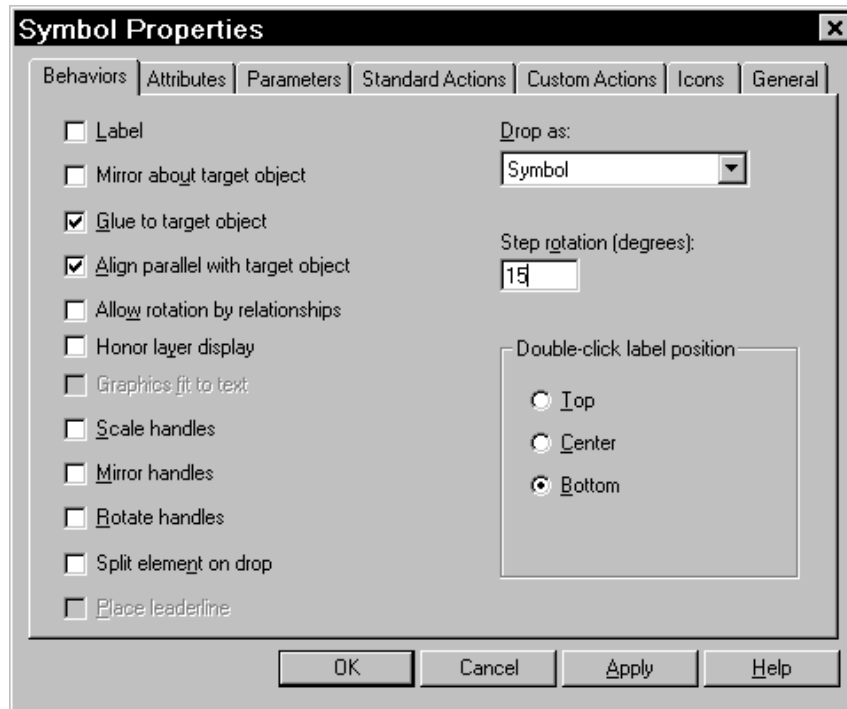 Symbol Properties
Behaviors Attributes Parameters Standard Actions Custom Actions Icons General
Label
Mirror about target object
Glue to target object
Align parallel with target object
Allow rotation by relationships
Honor layer display
Graphics fit to text
Scale handles
Mirror handles
Rotate handles
Split element on drop
Place leaderline
Drop as:
Symbol
Step rotation (degrees):
15
Double-click label position
Top
Center
Bottom
OK Cancel Apply Help